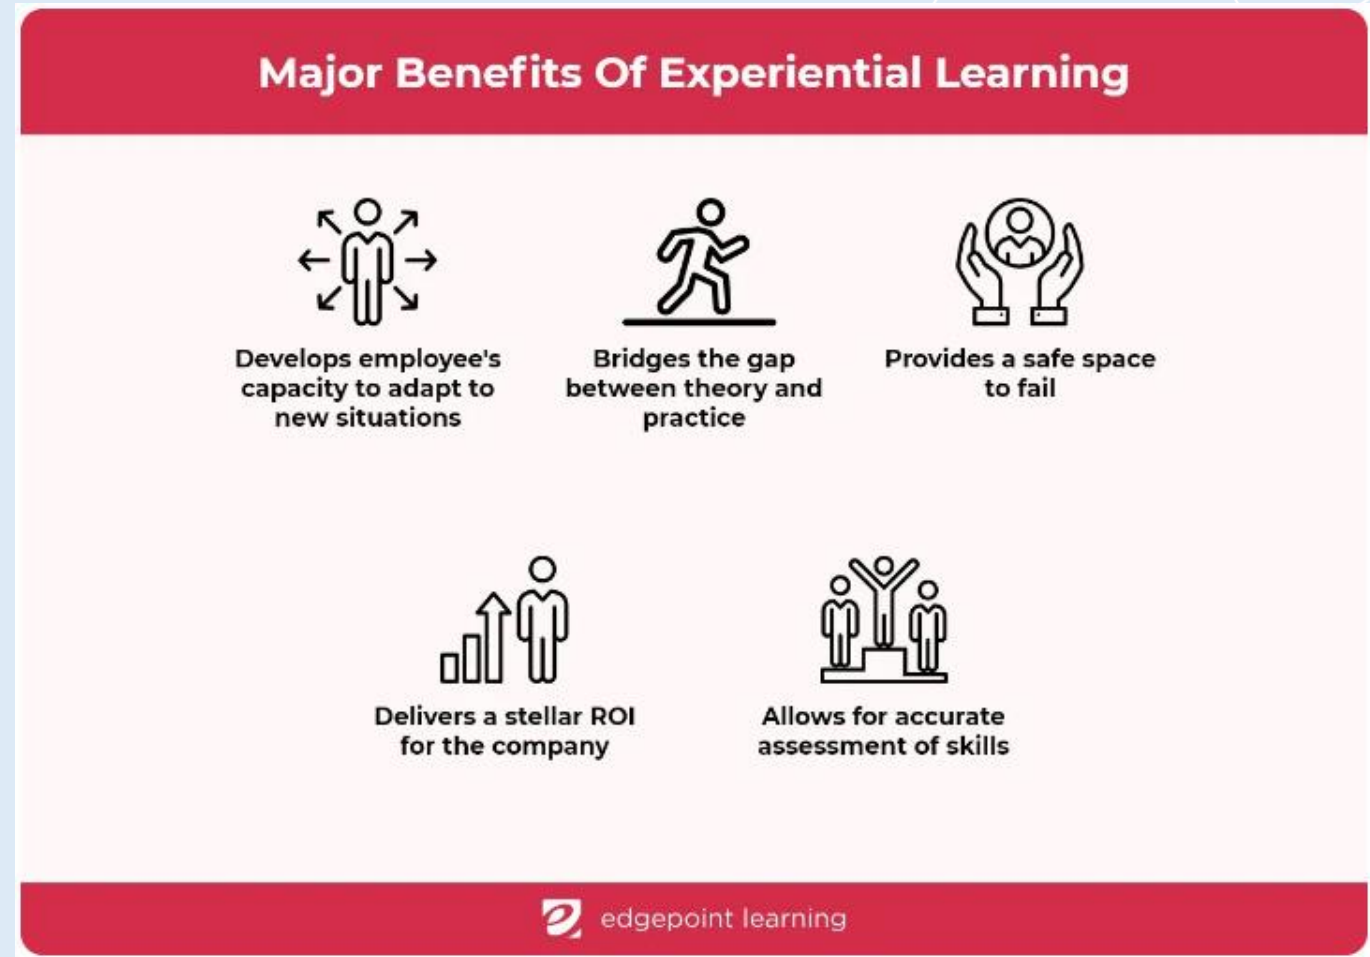 Major Benefits Of Experiential Learning
Develops employee's
capacity to adapt to
new situations
Bridges the gap
between theory and
practice
Provides a safe space
to fail
Delivers a stellar ROI
for the company
Allows for accurate
assessment of skills
edgepoint learning